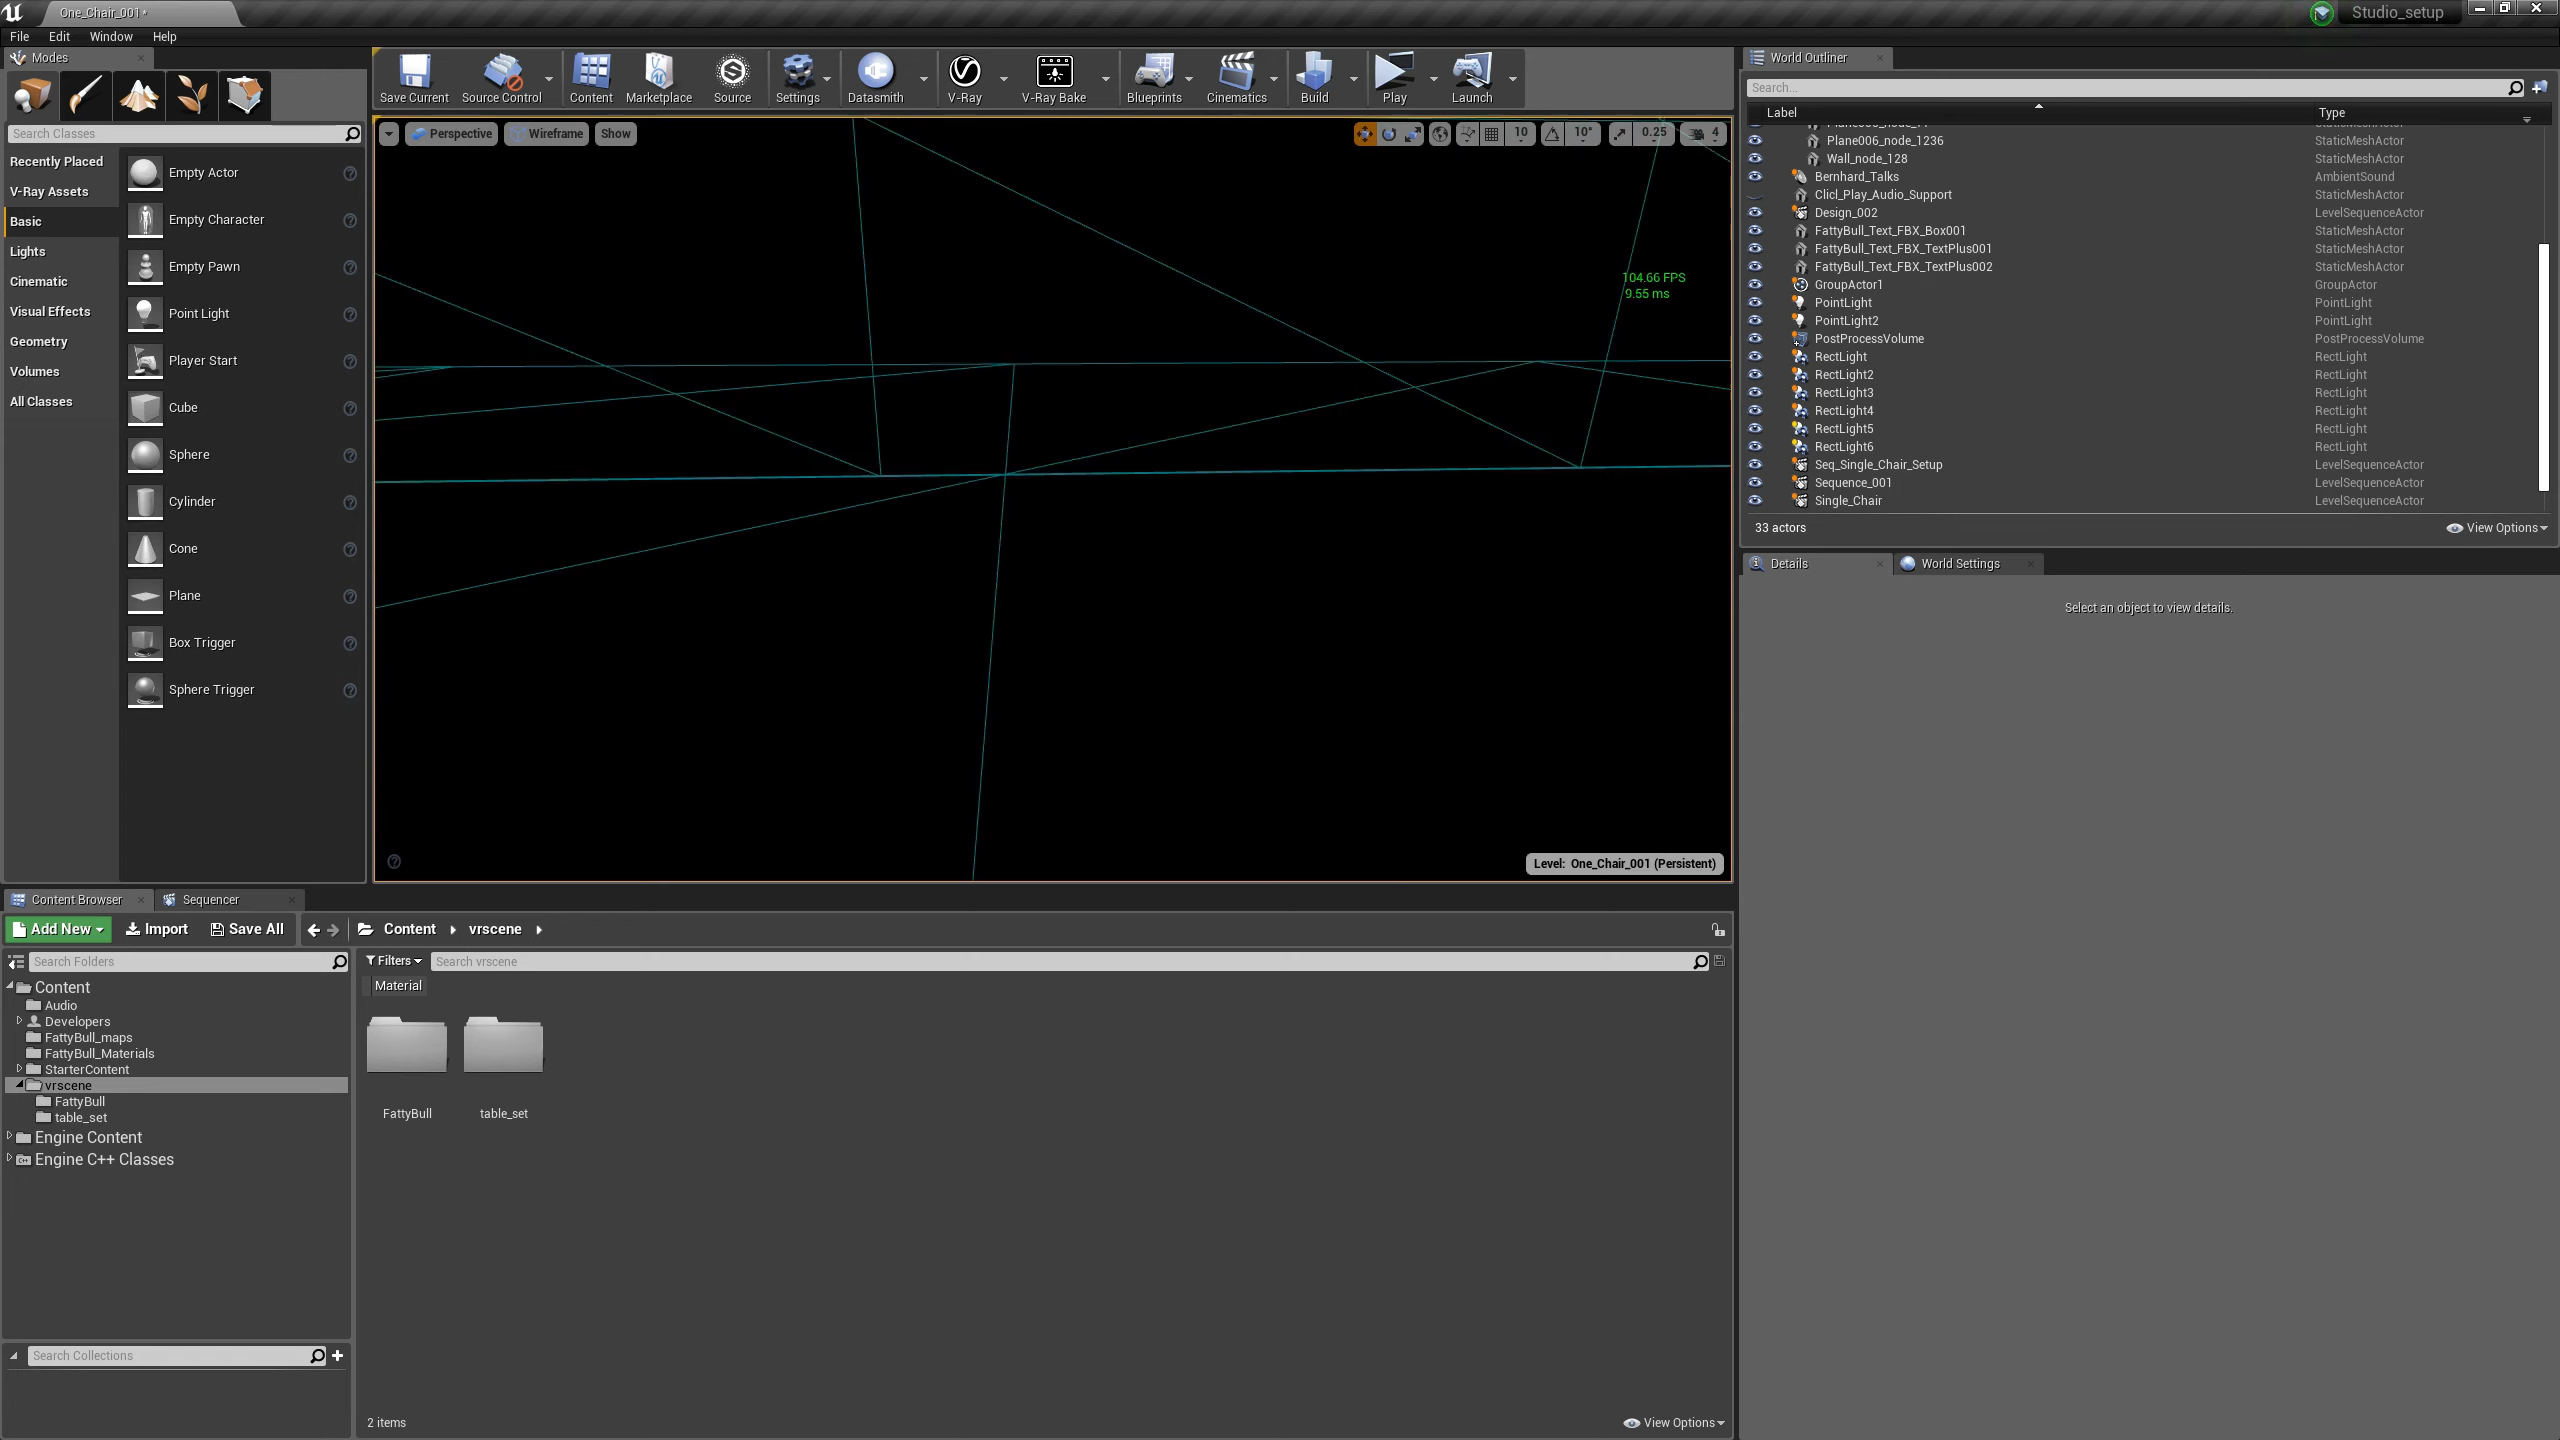 One_Chair_001*
Studio_setup
File Edit Window Help
Modes
Search Classes
Recently Placed
V-Ray Assets
Basic
Lights
Cinematic
Visual Effects
Geometry
Volumes
All Classes
Empty Actor
Empty Character
Empty Pawn
Point Light
Player Start
Cube
Sphere
Cylinder
Cone
Plane
Box Trigger
Sphere Trigger
Save Current Source Control Content Marketplace Source Settings Datasmith V-Ray V-Ray Bake Blueprints Cinematics Build Play Launch
Perspective Wireframe Show
10 10° 0.25 4
104.66 FPS
9.55 ms
Level: One_Chair_001 (Persistent)
World Outliner
Search...
Label Type
Plane006_node_1236 StaticMeshActor
Wall_node_128 StaticMeshActor
Bernhard_Talks AmbientSound
Clicl_Play_Audio_Support StaticMeshActor
Design_002 LevelSequenceActor
FattyBull_Text_FBX_Box001 StaticMeshActor
FattyBull_Text_FBX_TextPlus001 StaticMeshActor
FattyBull_Text_FBX_TextPlus002 StaticMeshActor
GroupActor1 GroupActor
PointLight PointLight
PointLight2 PointLight
PostProcessVolume PostProcessVolume
RectLight RectLight
RectLight2 RectLight
RectLight3 RectLight
RectLight4 RectLight
RectLight5 RectLight
RectLight6 RectLight
Seq_Single_Chair_Setup LevelSequenceActor
Sequence_001 LevelSequenceActor
Single_Chair LevelSequenceActor
33 actors View Options
Details World Settings
Select an object to view details.
Content Browser Sequencer
Add New Import Save All Content vrscene
Search Folders
Content
Audio
Developers
FattyBull_maps
FattyBull_Materials
StarterContent
vrscene
FattyBull
table_set
Engine Content
Engine C++ Classes
Search Collections
Filters Search vrscene
Material
FattyBull table_set
2 items View Options